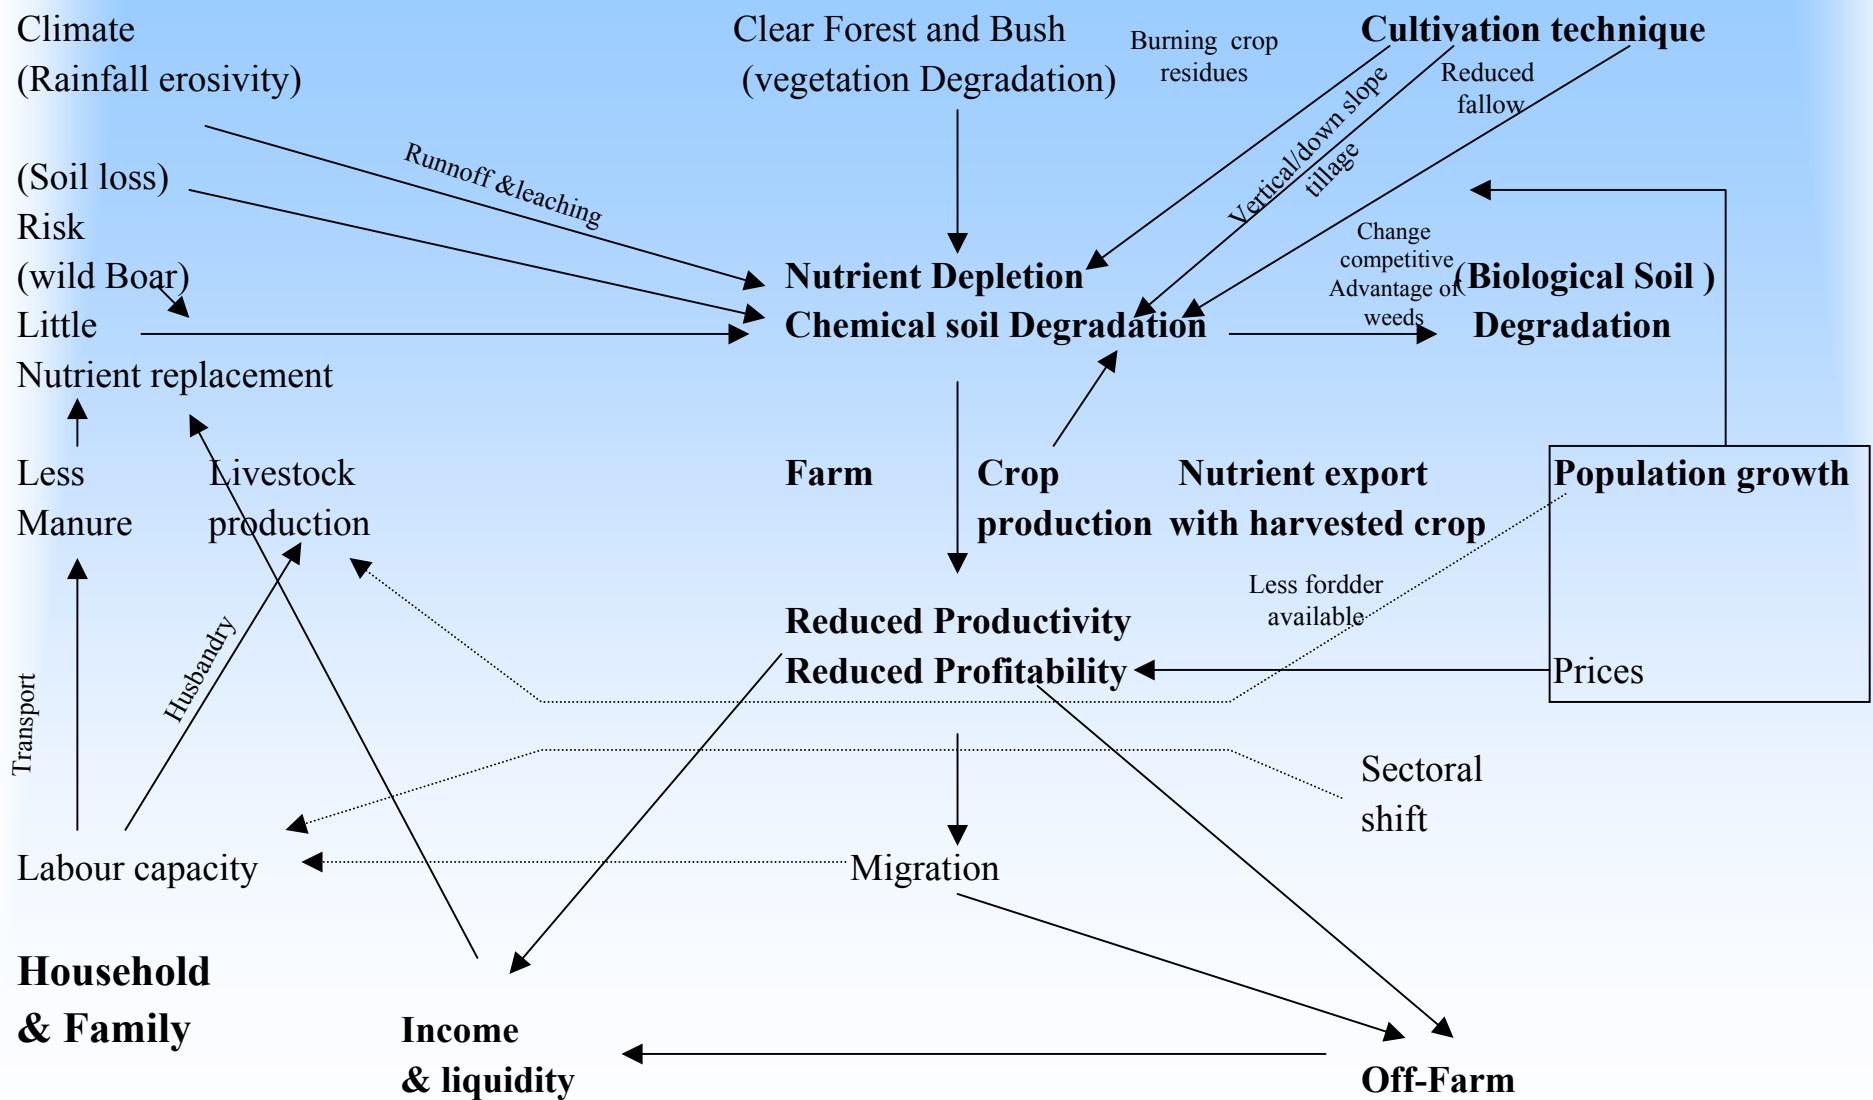 Climate
(Rainfall erosivity)
Clear Forest and Bush
(vegetation Degradation)
Burning crop
residues
Cultivation technique
Reduced
fallow
Vertical/down slope
tillage
Runnoff &leaching
(Soil loss)
Risk
(wild Boar)
Little
Nutrient replacement
Nutrient Depletion
Chemical soil Degradation
Change
competitive
Advantage of
weeds
(Biological Soil )
Degradation
Less
Manure
Livestock
production
Farm
Crop
production
Nutrient export
with harvested crop
Population growth
Less fordder
available
Reduced Productivity
Reduced Profitability
Prices
Transport
Husbandry
Sectoral
shift
Labour capacity
Migration
Household
& Family
Income
& liquidity
Off-Farm